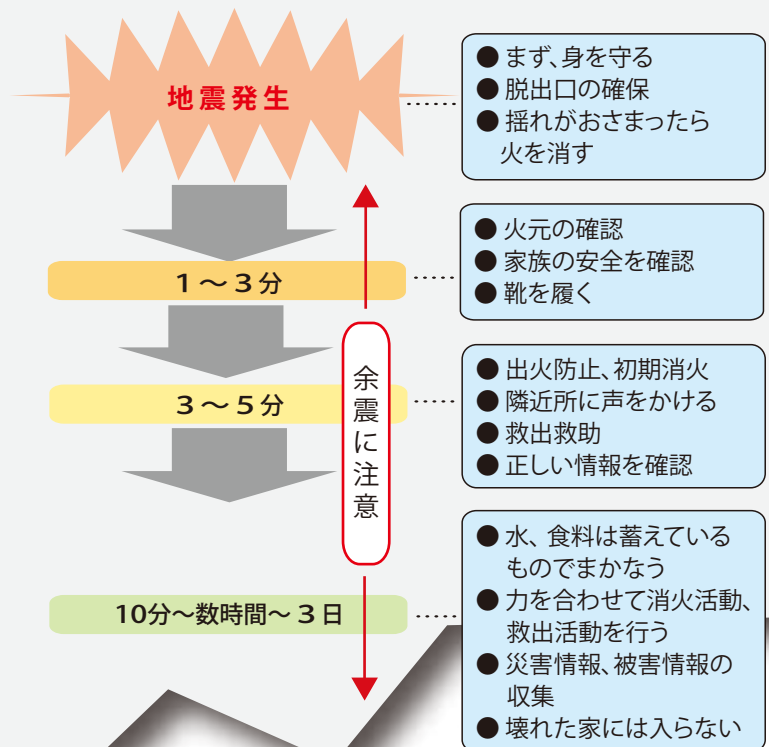 地震発生
● まず、身を守る
● 脱出口の確保
● 揺れがおさまったら
火を消す
1～3分
● 火元の確認
● 家族の安全を確認
● 靴を履く
3～5分
● 出火防止、初期消火
● 隣近所に声をかける
● 救出救助
● 正しい情報を確認
余震に注意
10分～数時間～3日
● 水、食料は蓄えている
ものでまかなう
● 力を合わせて消火活動、
救出活動を行う
● 災害情報、被害情報の
収集
● 壊れた家には入らない